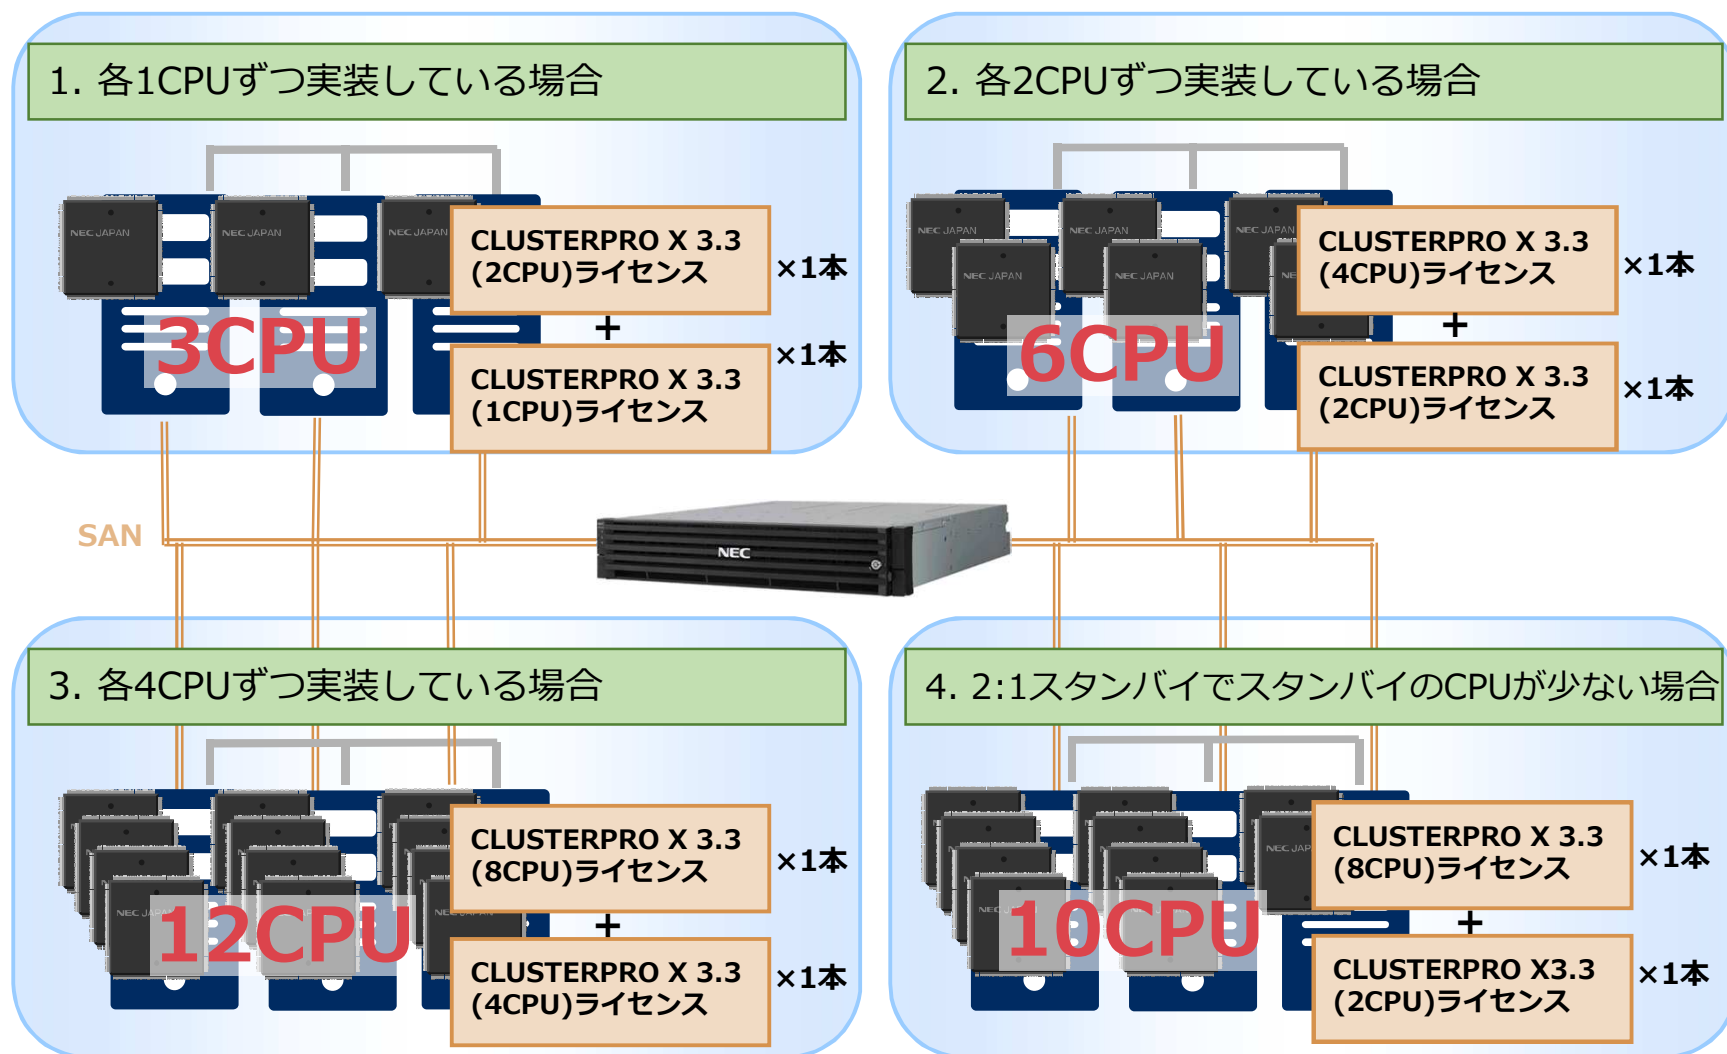 1. 各1CPUずつ実装している場合
NEC JAPAN
NEC JAPAN
NEC JAPAN
CLUSTERPRO X 3.3
(2CPU)ライセンス
×1本
+
3CPU
CLUSTERPRO X 3.3
(1CPU)ライセンス
×1本
2. 各2CPUずつ実装している場合
NEC JAPAN
NEC JAPAN
NEC JAPAN
NEC JAPAN
NEC JAPAN
NE
CLUSTERPRO X 3.3
(4CPU)ライセンス
×1本
+
6CPU
CLUSTERPRO X 3.3
(2CPU)ライセンス
×1本
SAN
NEC
3. 各4CPUずつ実装している場合
CLUSTERPRO X 3.3
(8CPU)ライセンス
×1本
+
NEC JAPAN
12CPU
CLUSTERPRO X 3.3
(4CPU)ライセンス
×1本
4. 2:1スタンバイでスタンバイのCPUが少ない場合
NEC JAP
CLUSTERPRO X 3.3
(8CPU)ライセンス
×1本
+
NEC
10CPU
CLUSTERPRO X3.3
(2CPU)ライセンス
×1本